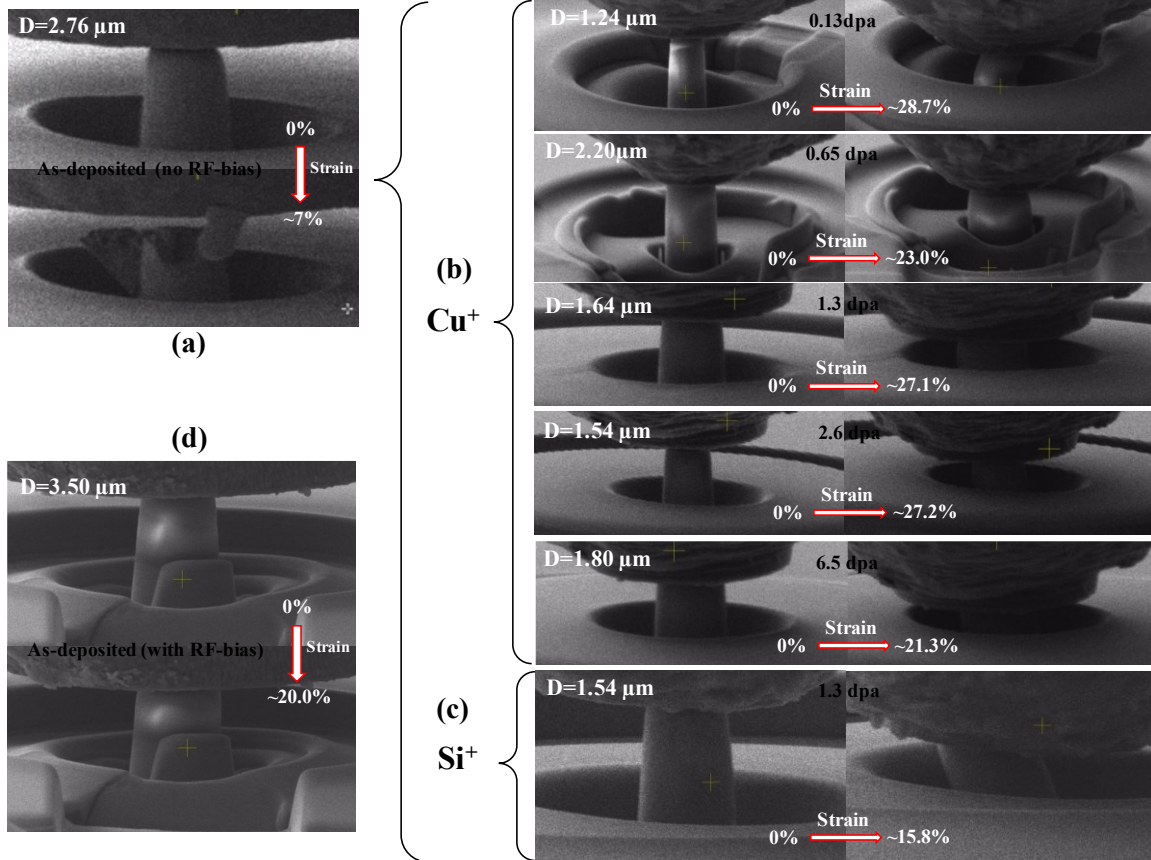 D=2.76 µm
0%
As-deposited (no RF-bias)
Strain
~7%
(a)
(d)
D=3.50 µm
0%
As-deposited (with RF-bias)
Strain
~20.0%
(b)
Cu⁺
D=1.24 µm
0.13dpa
Strain
0%
~28.7%
D=2.20µm
0.65 dpa
Strain
0%
~23.0%
D=1.64 µm
1.3 dpa
Strain
0%
~27.1%
D=1.54 µm
2.6 dpa
Strain
0%
~27.2%
D=1.80 µm
6.5 dpa
Strain
0%
~21.3%
(c)
Si⁺
D=1.54 µm
1.3 dpa
Strain
0%
~15.8%